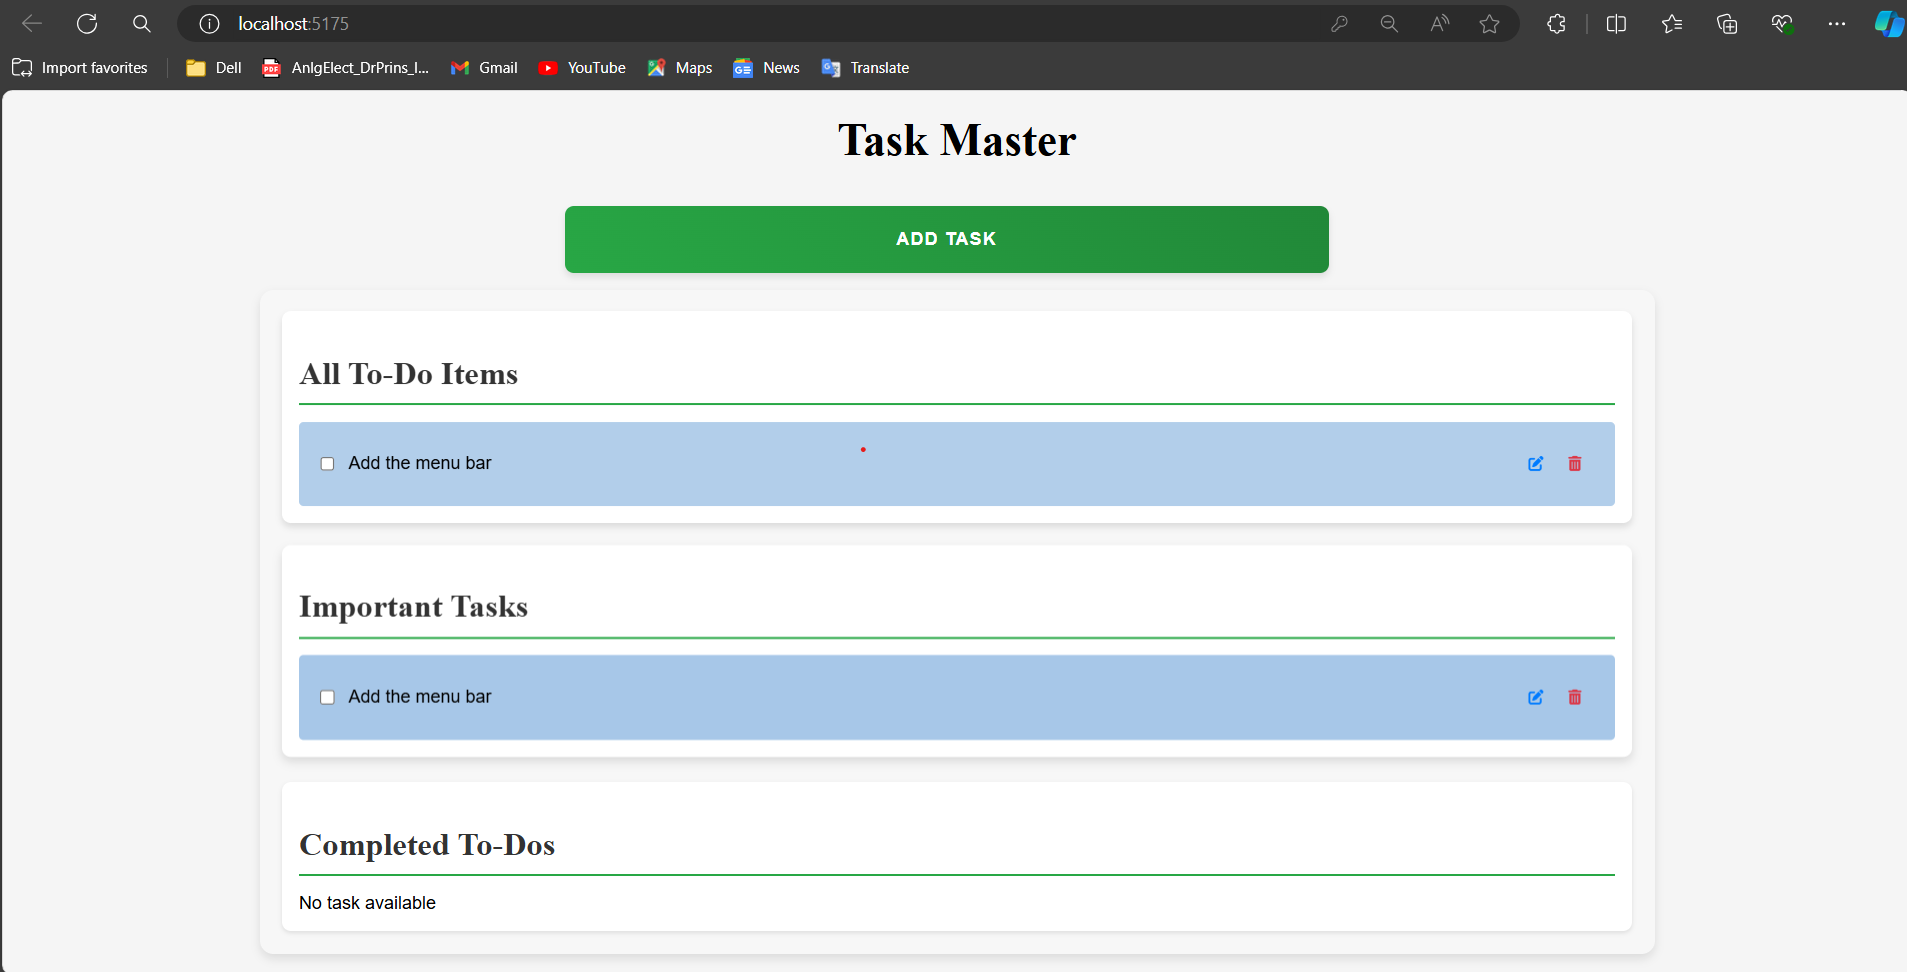 localhost:5175
Import favorites Dell AnlgElect_DrPrins_I... Gmail YouTube Maps News Translate
Task Master
ADD TASK
All To-Do Items
Add the menu bar
Important Tasks
Add the menu bar
Completed To-Dos
No task available